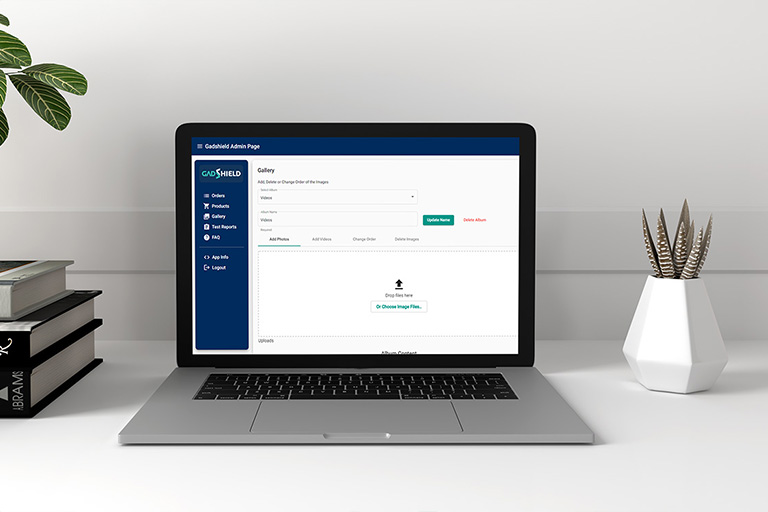 Gadshield Admin Page
GADSHIELD
Orders
Products
Gallery
Test Reports
FAQ
App Info
Logout
Gallery
Add, Delete or Change Order of the Images
Select Album
Videos
Album Name
Videos
Required
Update Name
Delete Album
Add Photos
Add Videos
Change Order
Delete Images
Drop files here
Or Choose Image Files..
Uploads
Album Content
ABRAMS